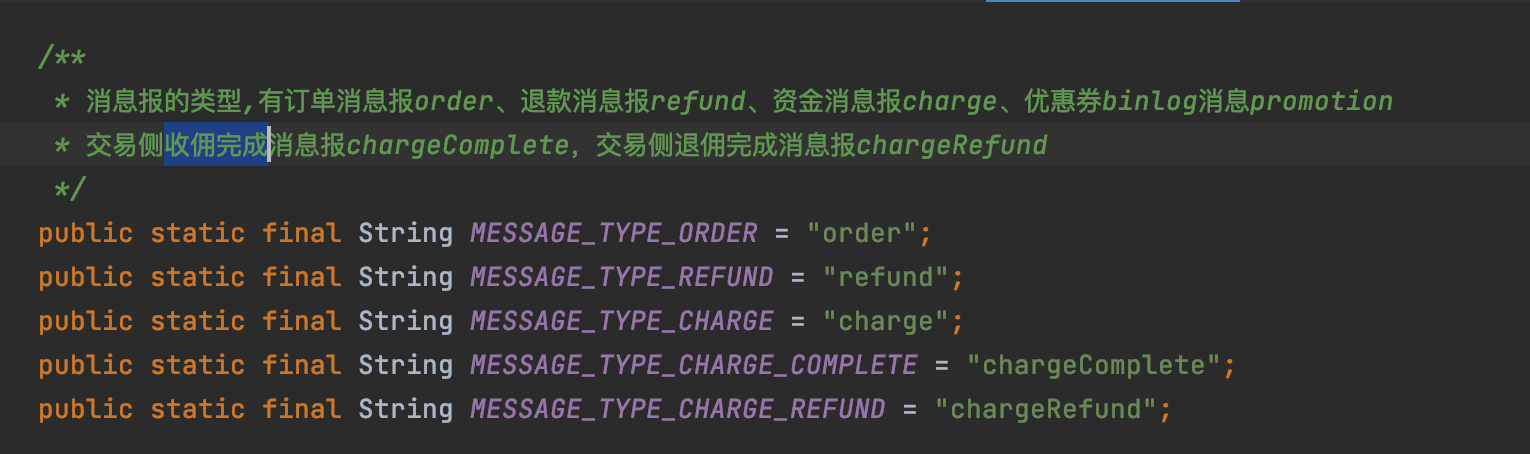 /**
* 消息报的类型,有订单消息报order、退款消息报refund、资金消息报charge、优惠券binlog消息promotion
* 交易侧收佣完成消息报chargeComplete，交易侧退佣完成消息报chargeRefund
*/
public static final String MESSAGE_TYPE_ORDER = "order";
public static final String MESSAGE_TYPE_REFUND = "refund";
public static final String MESSAGE_TYPE_CHARGE = "charge";
public static final String MESSAGE_TYPE_CHARGE_COMPLETE = "chargeComplete";
public static final String MESSAGE_TYPE_CHARGE_REFUND = "chargeRefund";